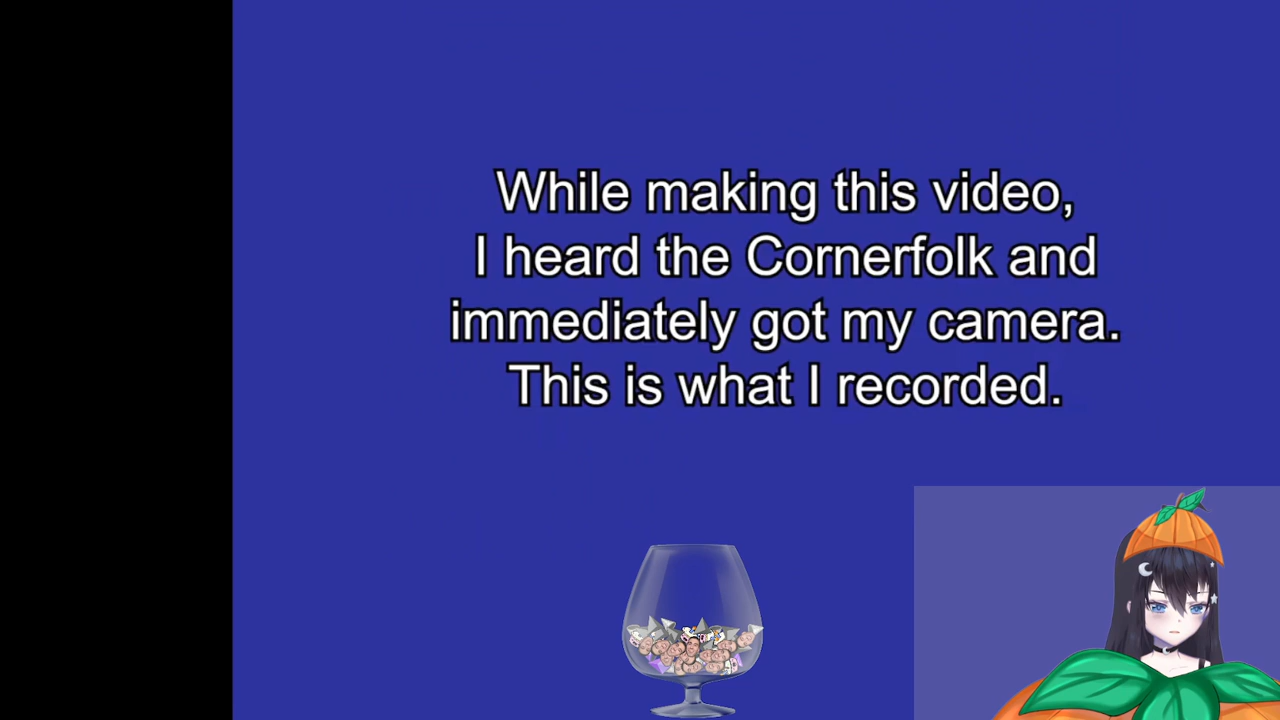 While making this video,
I heard the Cornerfolk and
immediately got my camera.
This is what I recorded.